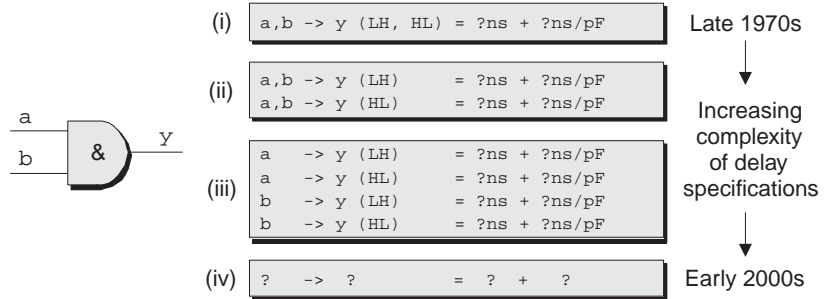 (i) a,b -> y (LH, HL) = ?ns + ?ns/pF
Late 1970s
(ii) a,b -> y (LH) = ?ns + ?ns/pF
a,b -> y (HL) = ?ns + ?ns/pF
a
b
&
y
Increasing
complexity
of delay
specifications
(iii) a -> y (LH) = ?ns + ?ns/pF
a -> y (HL) = ?ns + ?ns/pF
b -> y (LH) = ?ns + ?ns/pF
b -> y (HL) = ?ns + ?ns/pF
(iv) ? -> ? = ? + ?
Early 2000s